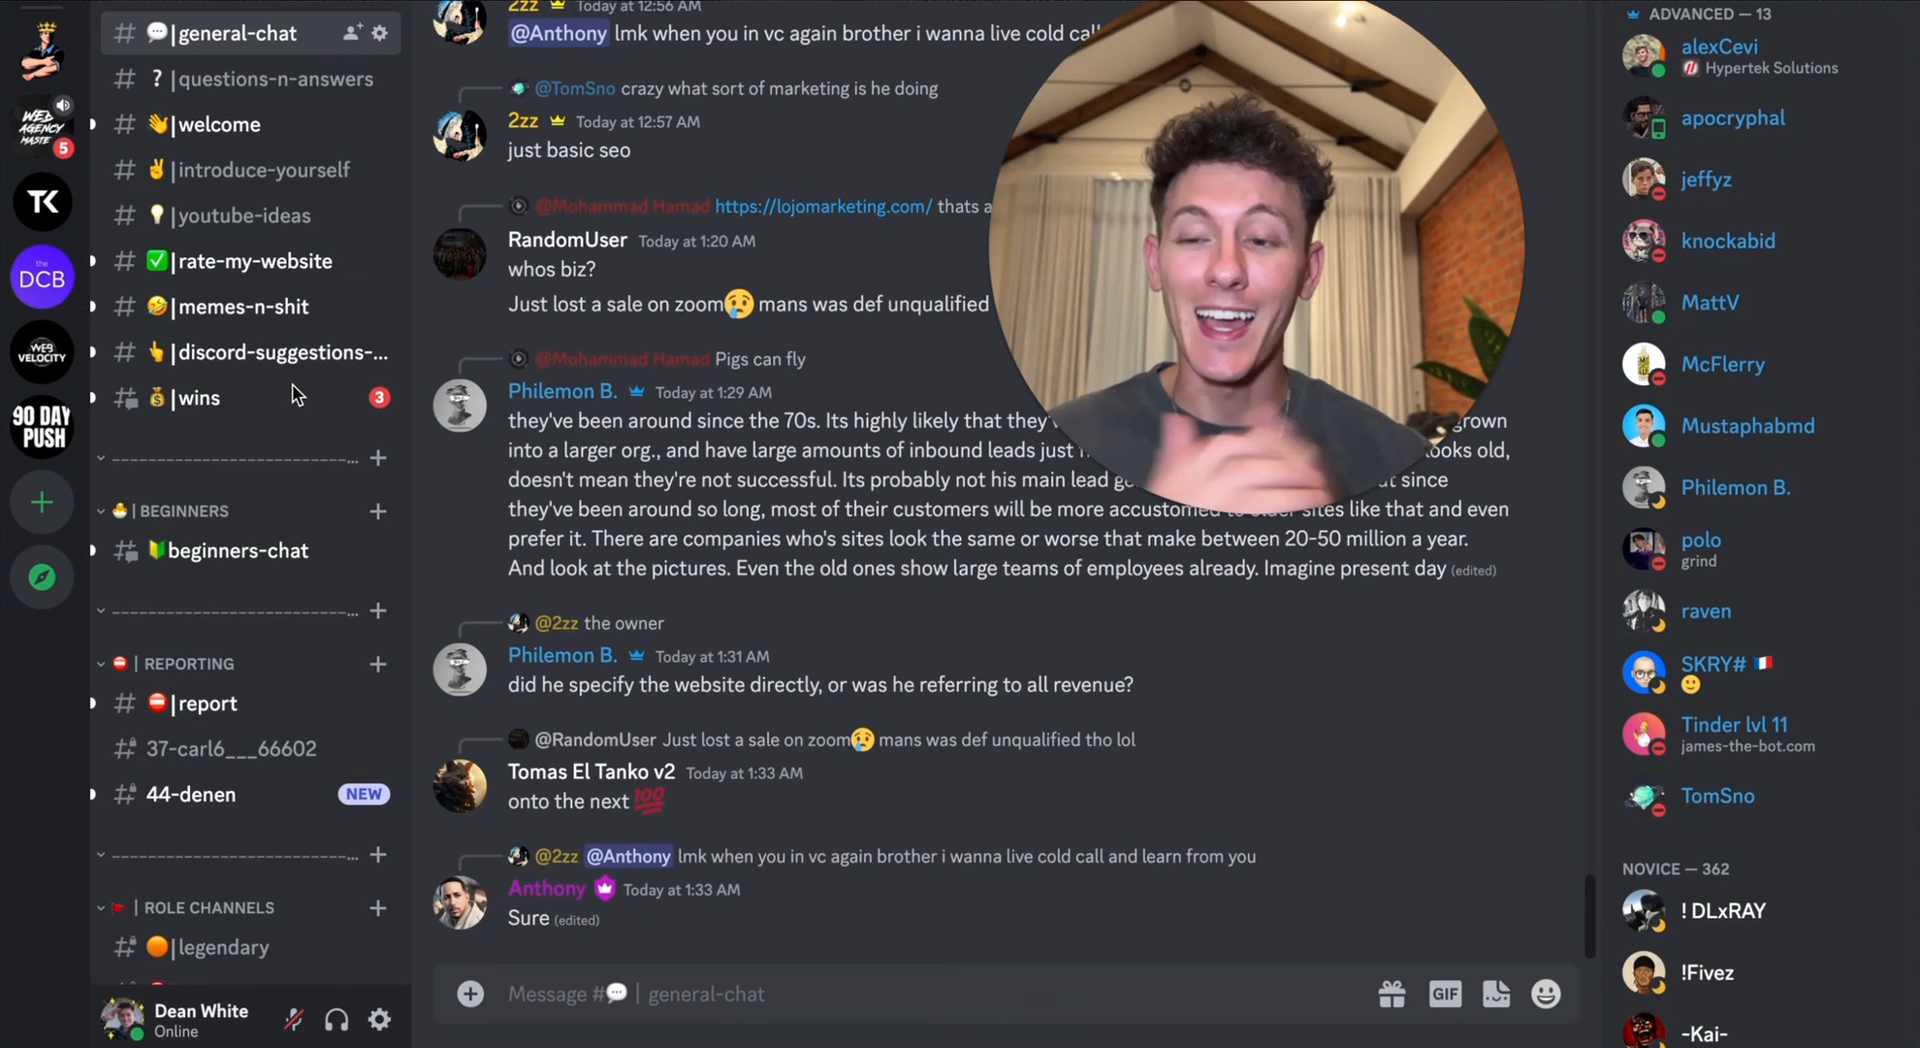 WEB
AGENCY
MASTE
5
TK
the
DCB
WEB
VELOCITY
90 DAY
PUSH
# 💬|general-chat
# ❔|questions-n-answers
# 👋|welcome
# ✌|introduce-yourself
# 💡|youtube-ideas
# ✅|rate-my-website
# 🤣|memes-n-shit
# 👆|discord-suggestions-...
# 💰|wins 3
🐣 | BEGINNERS
# 🔰beginners-chat
⛔ | REPORTING
# ⛔|report
# 37-carl6___66602
# 44-denen NEW
🚩 | ROLE CHANNELS
# 🟠|legendary
Dean White
Online
2zz Today at 12:56 AM
@Anthony lmk when you in vc again brother i wanna live cold cal
@TomSno crazy what sort of marketing is he doing
2zz Today at 12:57 AM
just basic seo
@Mohammad Hamad https://lojomarketing.com/ thats a
RandomUser Today at 1:20 AM
whos biz?
Just lost a sale on zoom😢 mans was def unqualified
@Mohammad Hamad Pigs can fly
Philemon B. Today at 1:29 AM
they've been around since the 70s. Its highly likely that they'v grown
into a larger org., and have large amounts of inbound leads just looks old,
doesn't mean they're not successful. Its probably not his main lead since
they've been around so long, most of their customers will be more accustomed to older sites like that and even
prefer it. There are companies who's sites look the same or worse that make between 20-50 million a year.
And look at the pictures. Even the old ones show large teams of employees already. Imagine present day (edited)
@2zz the owner
Philemon B. Today at 1:31 AM
did he specify the website directly, or was he referring to all revenue?
@RandomUser Just lost a sale on zoom😢 mans was def unqualified tho lol
Tomas El Tanko v2 Today at 1:33 AM
onto the next 💯
@2zz @Anthony lmk when you in vc again brother i wanna live cold call and learn from you
Anthony Today at 1:33 AM
Sure (edited)
Message #💬 | general-chat
GIF
ADVANCED — 13
alexCevi
Hypertek Solutions
apocryphal
jeffyz
knockabid
MattV
McFlerry
Mustaphabmd
Philemon B.
polo
grind
raven
SKRY# 🇫🇷
🙂
Tinder lvl 11
james-the-bot.com
TomSno
NOVICE — 362
! DLxRAY
!Fivez
-Kai-